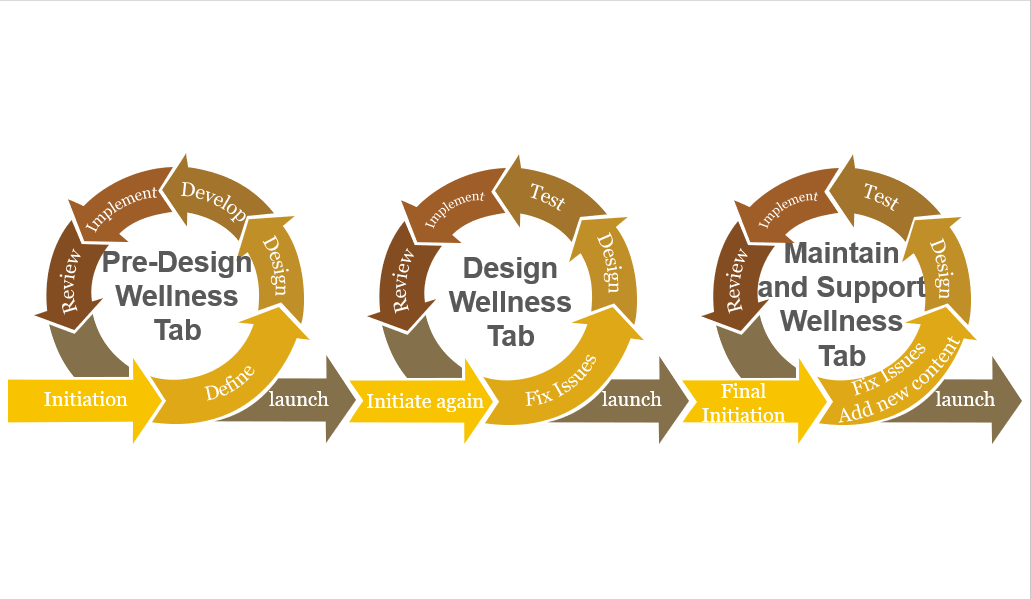 Initiation
Define
Design
Develop
Implement
Review
launch
Pre-Design
Wellness
Tab
Initiate again
Fix Issues
Design
Test
Implement
Review
launch
Design
Wellness
Tab
Final
Initiation
Fix Issues
Add new content
Design
Test
Implement
Review
launch
Maintain
and Support
Wellness
Tab